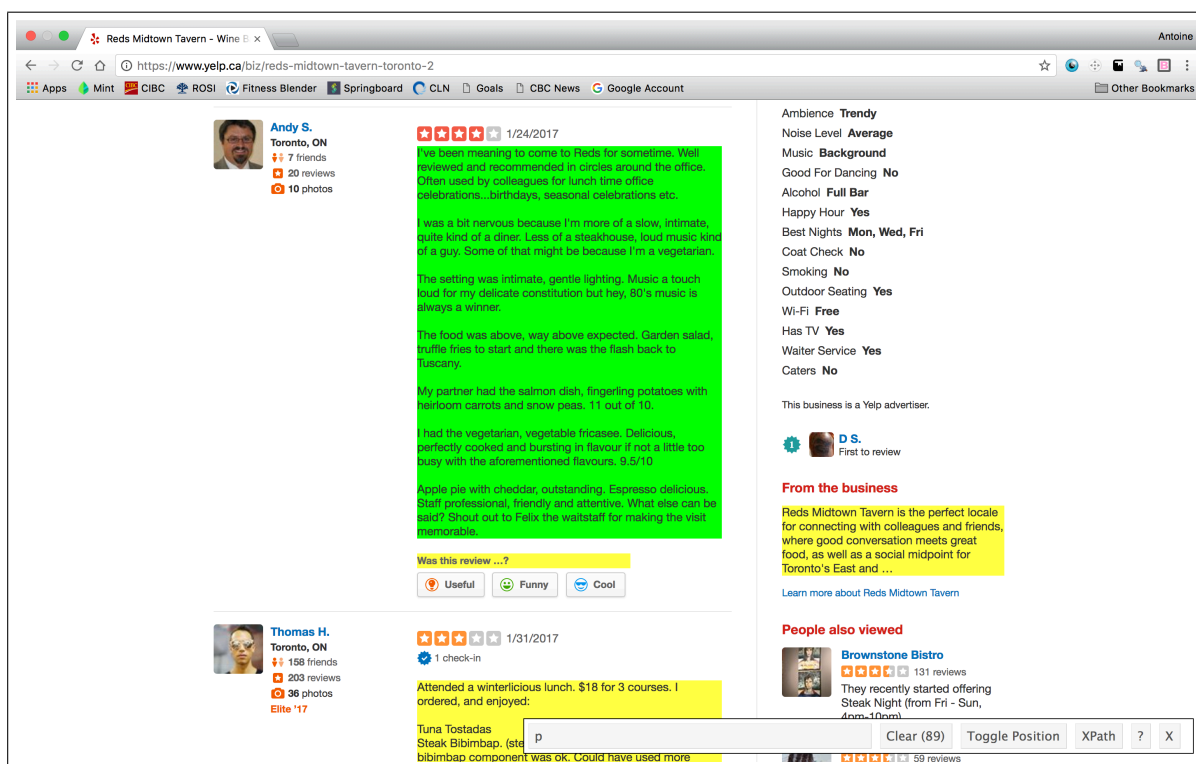 Reds Midtown Tavern - Wine B ×
Antoine
https://www.yelp.ca/biz/reds-midtown-tavern-toronto-2
Apps Mint CIBC ROSI Fitness Blender Springboard CLN Goals CBC News Google Account Other Bookmarks
Andy S.
Toronto, ON
7 friends
20 reviews
10 photos
1/24/2017
I've been meaning to come to Reds for sometime. Well
reviewed and recommended in circles around the office.
Often used by colleagues for lunch time office
celebrations...birthdays, seasonal celebrations etc.
I was a bit nervous because I'm more of a slow, intimate,
quite kind of a diner. Less of a steakhouse, loud music kind
of a guy. Some of that might be because I'm a vegetarian.
The setting was intimate, gentle lighting. Music a touch
loud for my delicate constitution but hey, 80's music is
always a winner.
The food was above, way above expected. Garden salad,
truffle fries to start and there was the flash back to
Tuscany.
My partner had the salmon dish, fingerling potatoes with
heirloom carrots and snow peas. 11 out of 10.
I had the vegetarian, vegetable fricasee. Delicious,
perfectly cooked and bursting in flavour if not a little too
busy with the aforementioned flavours. 9.5/10
Apple pie with cheddar, outstanding. Espresso delicious.
Staff professional, friendly and attentive. What else can be
said? Shout out to Felix the waitstaff for making the visit
memorable.
Was this review ...?
Useful Funny Cool
Thomas H.
Toronto, ON
158 friends
203 reviews
36 photos
Elite '17
1/31/2017
1 check-in
Attended a winterlicious lunch. $18 for 3 courses. I
ordered, and enjoyed:
Tuna Tostadas
Steak Bibimbap. (ste
bibimbap component was ok. Could have used more
Ambience Trendy
Noise Level Average
Music Background
Good For Dancing No
Alcohol Full Bar
Happy Hour Yes
Best Nights Mon, Wed, Fri
Coat Check No
Smoking No
Outdoor Seating Yes
Wi-Fi Free
Has TV Yes
Waiter Service Yes
Caters No
This business is a Yelp advertiser.
1
D S.
First to review
From the business
Reds Midtown Tavern is the perfect locale
for connecting with colleagues and friends,
where good conversation meets great
food, as well as a social midpoint for
Toronto's East and …
Learn more about Reds Midtown Tavern
People also viewed
Brownstone Bistro
131 reviews
They recently started offering
Steak Night (from Fri - Sun,
4pm-10pm)
p Clear (89) Toggle Position XPath ? X
59 reviews